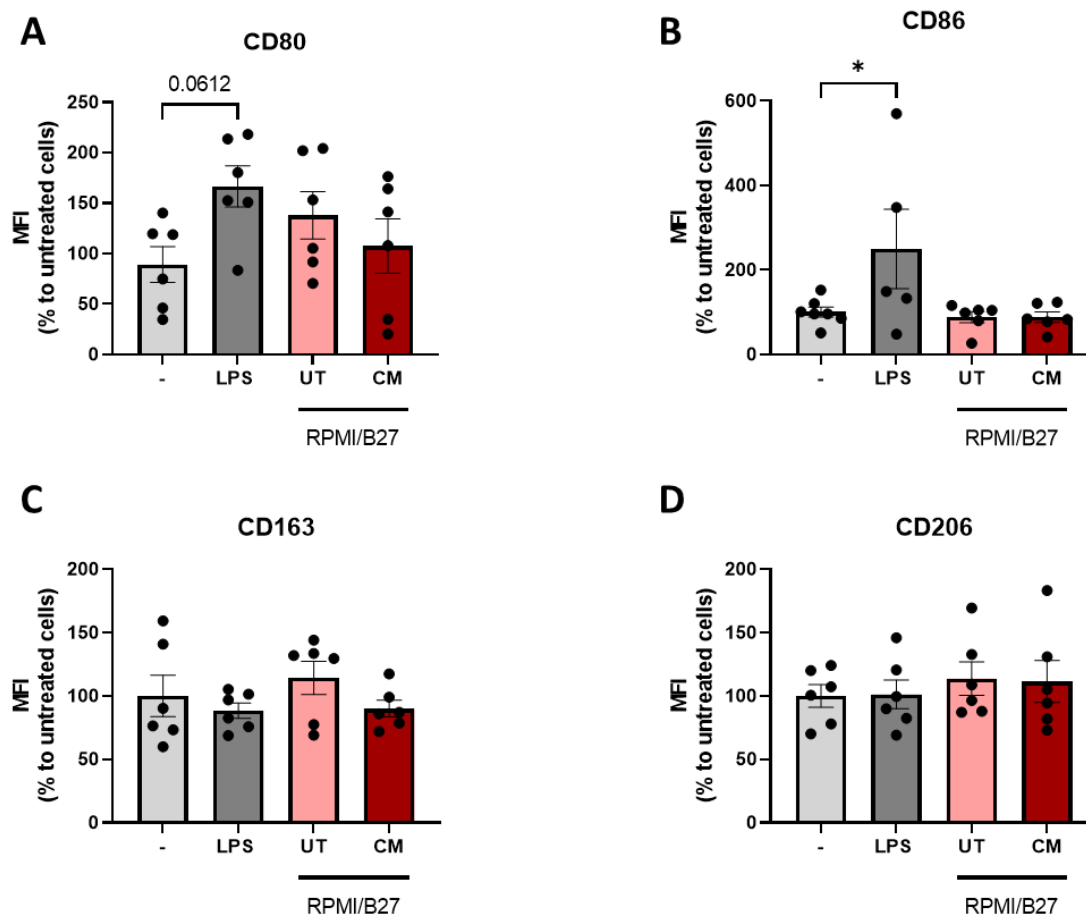 A
CD80
0.0612
MFI
(% to untreated cells)
250
200
150
100
50
0
- LPS UT CM
RPMI/B27
B
CD86
*
MFI
(% to untreated cells)
600
400
200
0
- LPS UT CM
RPMI/B27
C
CD163
MFI
(% to untreated cells)
200
150
100
50
0
- LPS UT CM
RPMI/B27
D
CD206
MFI
(% to untreated cells)
200
150
100
50
0
- LPS UT CM
RPMI/B27